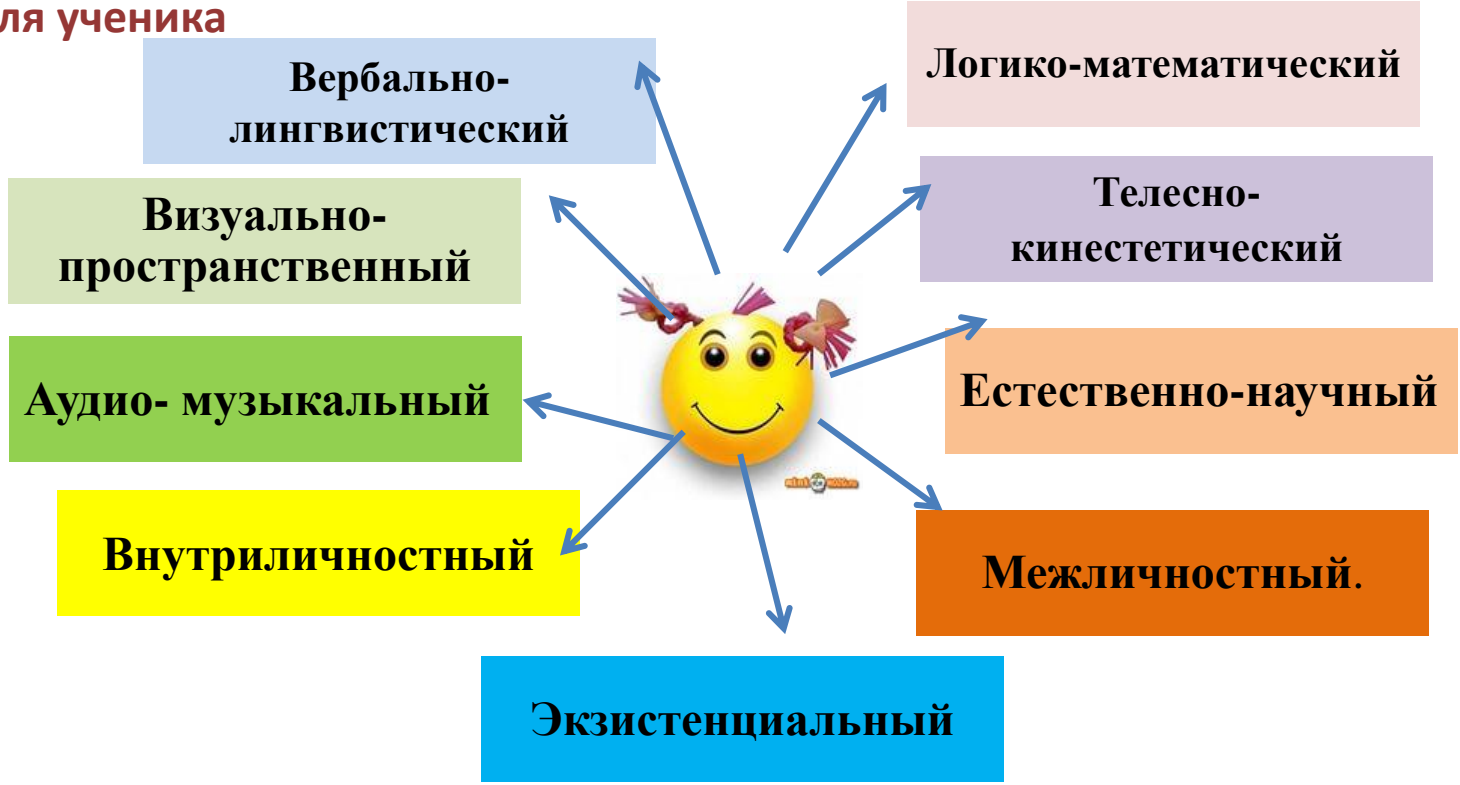 ля ученика
Вербально-
лингвистический
Логико-математический
Визуально-
пространственный
Телесно-
кинестетический
Аудио- музыкальный
Естественно-научный
Внутриличностный
Межличностный.
Экзистенциальный